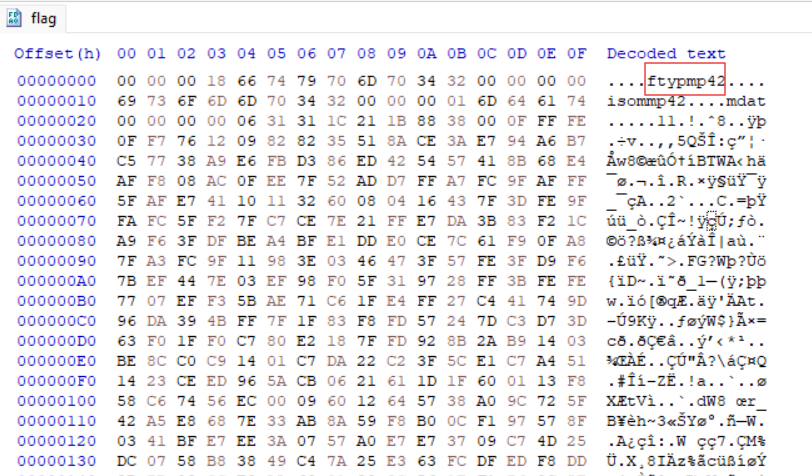 flag
Offset(h) 00 01 02 03 04 05 06 07 08 09 0A 0B 0C 0D 0E 0F Decoded text
00000000 00 00 00 18 66 74 79 70 6D 70 34 32 00 00 00 00 ....ftypmp42....
00000010 69 73 6F 6D 6D 70 34 32 00 00 00 01 6D 64 61 74 isommp42....mdat
00000020 00 00 00 00 06 31 31 1C 21 1B 88 38 00 0F FF FE .....11.!.ˆ8..ÿþ
00000030 0F F7 76 12 09 82 82 35 51 8A CE 3A E7 94 A6 B7 .÷v..‚‚5QŠÎ:ç”¦·
00000040 C5 77 38 A9 E6 FB D3 86 ED 42 54 57 41 8B 68 E4 Åw8©æûÓ†íBTWA‹hä
00000050 AF F8 08 AC 0F EE 7F 52 AD D7 FF A7 FC 9F AF FF ¯ø.¬.î.R.×ÿ§üŸ¯ÿ
00000060 5F AF E7 41 10 11 32 60 08 04 16 43 7F 3D FE 9F _¯çA..2`...C.=þŸ
00000070 FA FC 5F F2 7F C7 CE 7E 21 FF E7 DA 3B 83 F2 1C úü_ò.ÇÎ~!ÿçÚ;ƒò.
00000080 A9 F6 3F DF BE A4 BF E1 DD E0 CE 7C 61 F9 0F A8 ©ö?ß¾¤¿áÝàÎ|aù.¨
00000090 7F A3 FC 9F 11 98 3E 03 46 47 3F 57 FE 3F D9 F6 .£üŸ.˜>.FG?Wþ?Ùö
000000A0 7B EF 44 7E 03 EF 98 F0 5F 31 97 28 FF 3B FE FE {ïD~.ï˜ð_1—(ÿ;þþ
000000B0 77 07 EF F3 5B AE 71 C6 1F E4 FF 27 C4 41 74 9D w.ïó[®qÆ.äÿ'ÄAt.
000000C0 96 DA 39 4B FF 7F 1F 83 F8 FD 57 24 7D C3 D7 3D –Ú9Kÿ..ƒøýW$}Ã×=
000000D0 63 F0 1F F0 C7 80 E2 18 7F FD 92 8B 2A B9 14 03 cð.ðÇ€â..ý’‹*¹..
000000E0 BE 8C C0 C9 14 01 C7 DA 22 C2 3F 5C E1 C7 A4 51 ¾ŒÀÉ..ÇÚ"Â?\áÇ¤Q
000000F0 14 23 CE ED 96 5A CB 06 21 61 1D 1F 60 01 13 F8 .#Îí–ZË.!a..`..ø
00000100 58 C6 74 56 EC 00 09 60 12 64 57 38 A0 9C 72 5F XÆtVì..`.dW8 œr_
00000110 42 A5 E8 68 7E 33 AB 8A 59 F8 B0 0C F1 97 57 8F B¥èh~3«ŠYø°.ñ—W.
00000120 03 41 BF E7 EE 3A 07 57 A0 E7 E7 37 09 C7 4D 25 .A¿çî:.W çç7.ÇM%
00000130 DC 07 58 B8 38 49 C4 7A 25 E3 63 FC DF ED F8 DD Ü.X¸8IÄz%ãcüßíøÝ